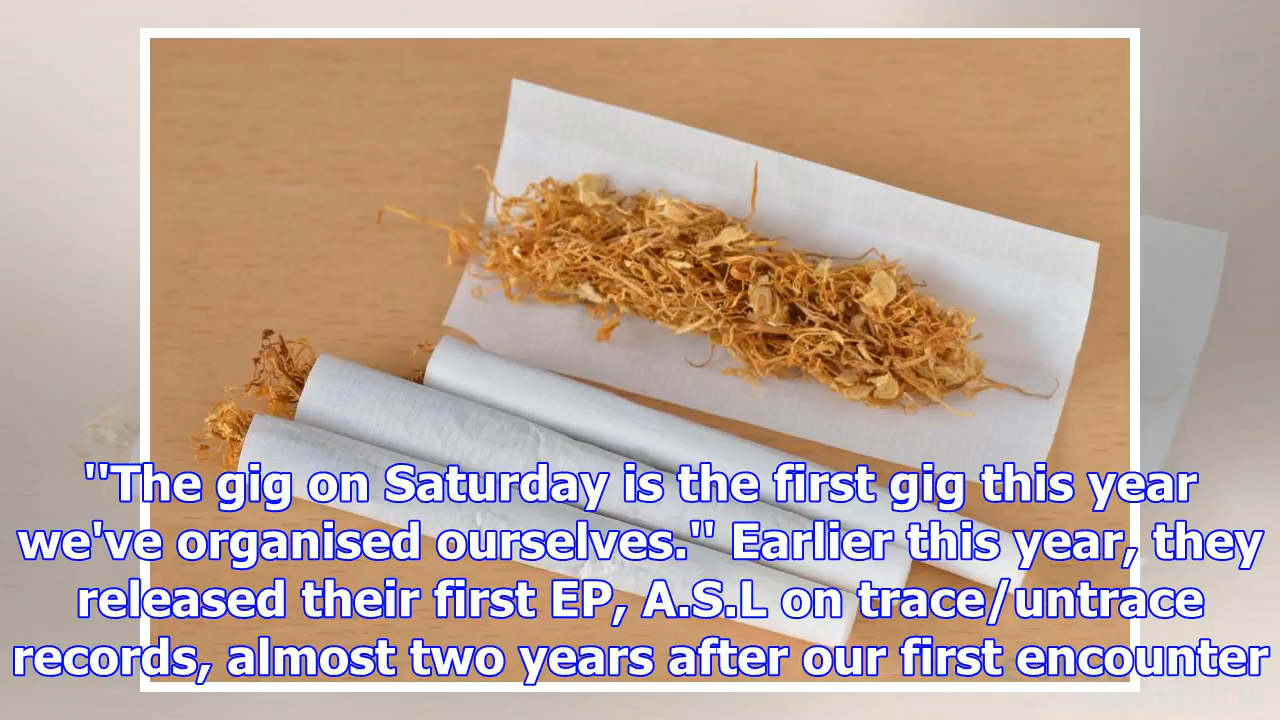 "The gig on Saturday is the first gig this year
we've organised ourselves." Earlier this year, they
released their first EP, A.S.L on trace/untrace
records, almost two years after our first encounter